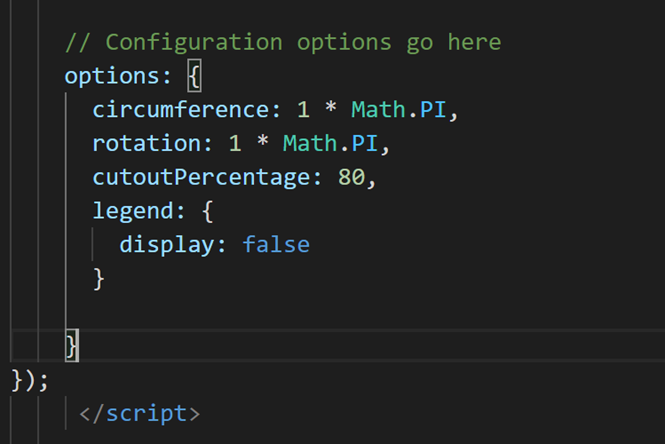 // Configuration options go here
options: {
circumference: 1 * Math.PI,
rotation: 1 * Math.PI,
cutoutPercentage: 80,
legend: {
display: false
}
}
});
</script>